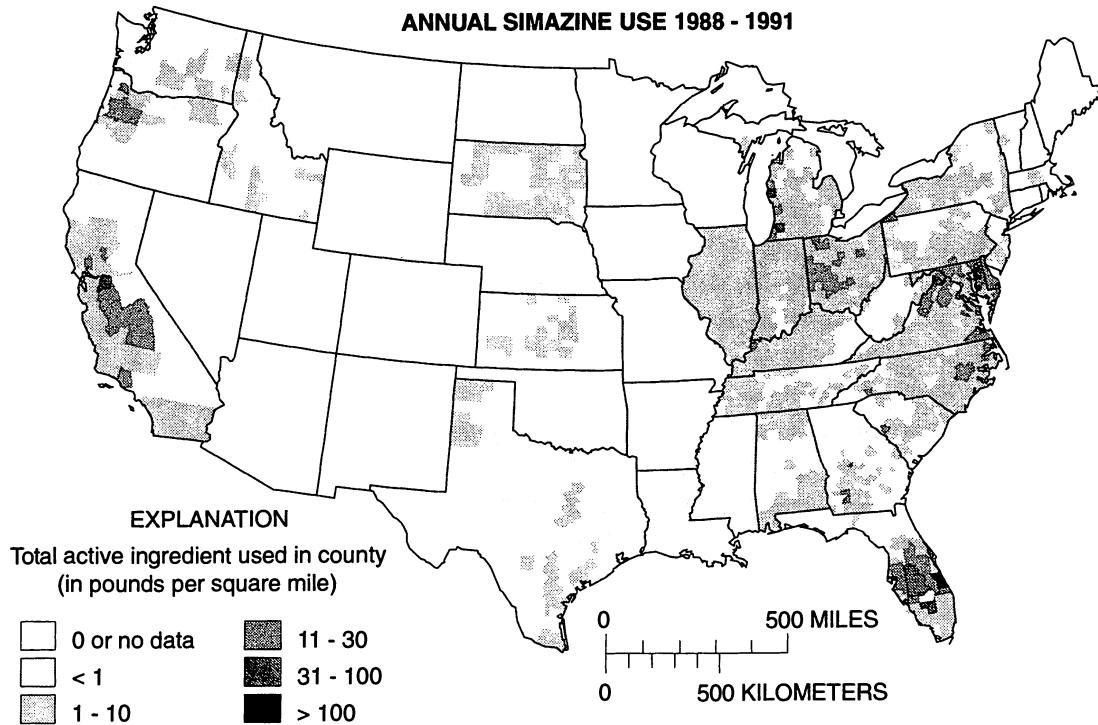 ANNUAL SIMAZINE USE 1988 - 1991
EXPLANATION
Total active ingredient used in county
(in pounds per square mile)
0 or no data
< 1
1 - 10
11 - 30
31 - 100
> 100
0 500 MILES
0 500 KILOMETERS